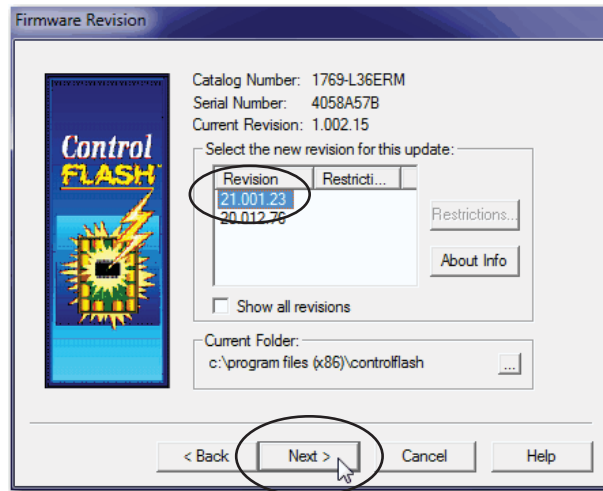 Firmware Revision
Control
FLASH
Catalog Number: 1769-L36ERM
Serial Number: 4058A57B
Current Revision: 1.002.15
Select the new revision for this update:
Revision Restricti...
21.001.23
20.012.76
Restrictions...
About Info
Show all revisions
Current Folder:
c:\program files (x86)\controlflash
...
< Back Next > Cancel Help